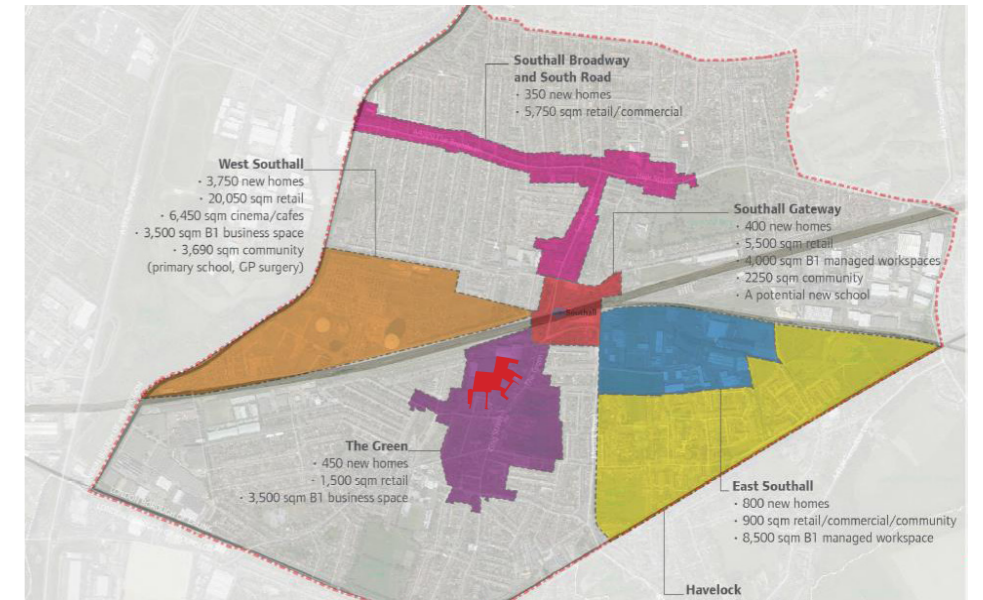 Southall Broadway
and South Road
· 350 new homes
· 5,750 sqm retail/commercial
West Southall
· 3,750 new homes
· 20,050 sqm retail
· 6,450 sqm cinema/cafes
· 3,500 sqm B1 business space
· 3,690 sqm community
(primary school, GP surgery)
Southall Gateway
· 400 new homes
· 5,500 sqm retail
· 4,000 sqm B1 managed workspaces
· 2250 sqm community
· A potential new school
Southall
The Green
· 450 new homes
· 1,500 sqm retail
· 3,500 sqm B1 business space
East Southall
· 800 new homes
· 900 sqm retail/commercial/community
· 8,500 sqm B1 managed workspace
Havelock